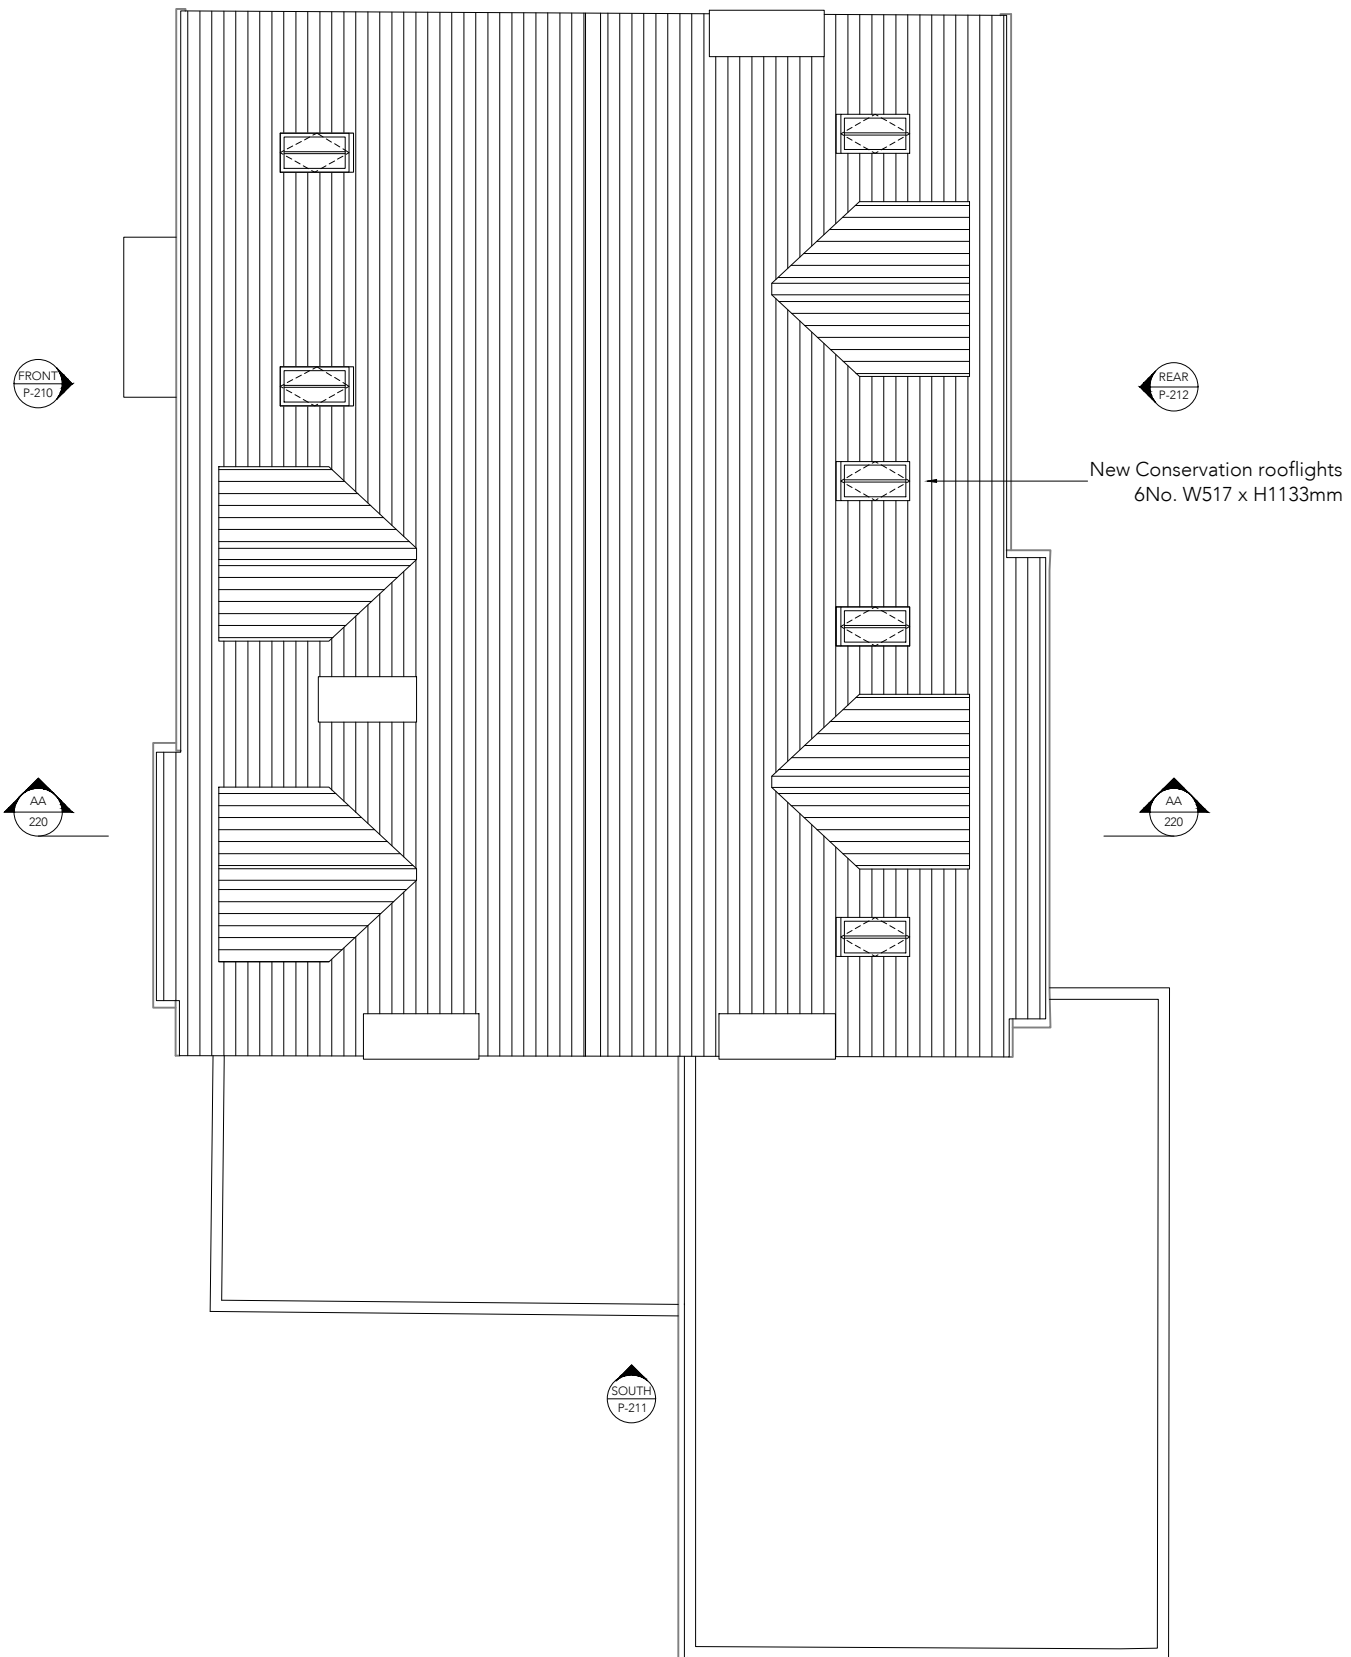 FRONT
P-210
REAR
P-212
New Conservation rooflights
6No. W517 x H1133mm
AA
220
AA
220
SOUTH
P-211